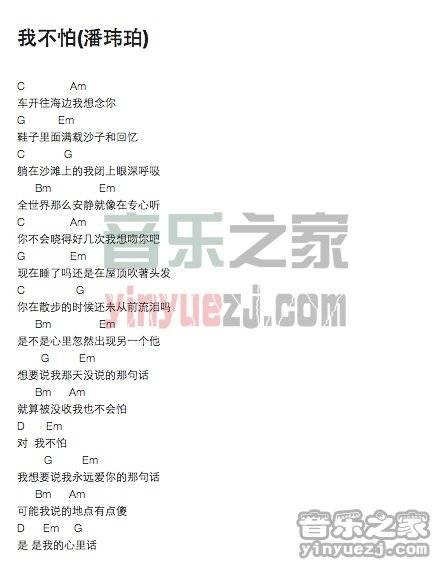 我不怕(潘玮珀)
C Am
车开往海边我想念你
G Em
鞋子里面满载沙子和回忆
C G
躺在沙滩上的我闭上眼深呼吸
Bm Em
全世界那么安静就像在专心听
C Am
你不会晓得好几次我想吻你吧
G Em
现在睡了吗还是在屋顶吹著头发
C G
你在散步的时候还未从前流泪吗
Bm Em
是不是心里忽然出现另一个他
G Em
想要说我那天没说的那句话
Bm Am
就算被没收我也不会怕
D Em
对 我不怕
G Em
我想要说我永远爱你的那句话
Bm Am
可能我说的地点有点傻
D Em G
是 是我的心里话
音乐之家
yinyuezj.com
音乐之家
yinyuezj.com